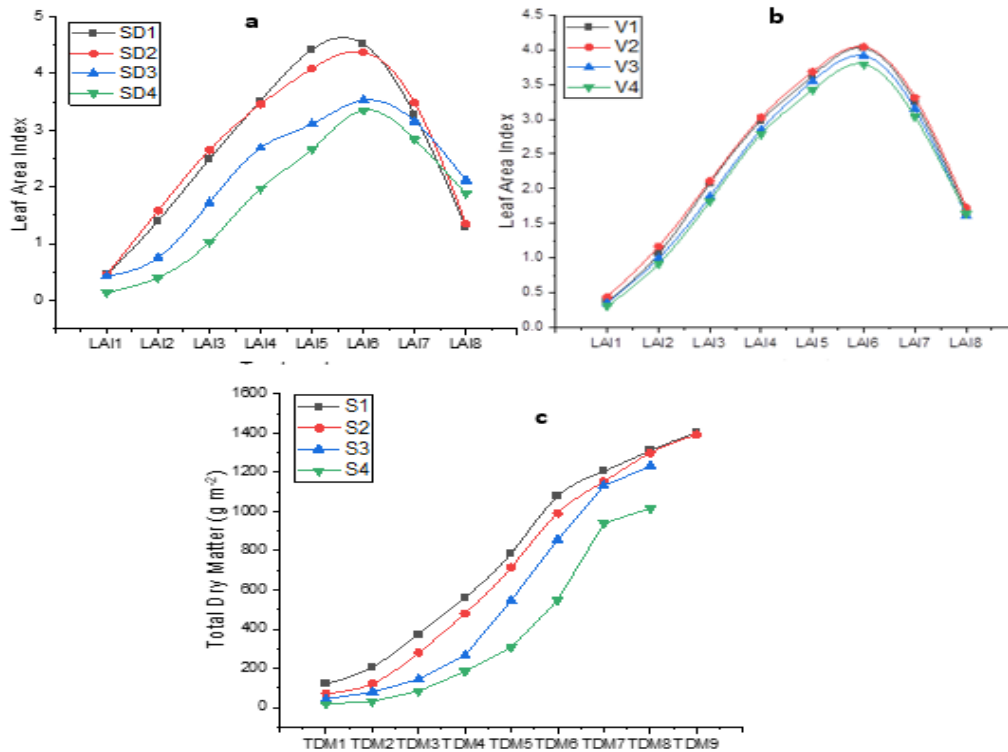 a
SD1
SD2
SD3
SD4
Leaf Area Index
5
4
3
2
1
0
LAI1 LAI2 LAI3 LAI4 LAI5 LAI6 LAI7 LAI8
b
V1
V2
V3
V4
Leaf Area Index
4.5
4.0
3.5
3.0
2.5
2.0
1.5
1.0
0.5
0.0
LAI1 LAI2 LAI3 LAI4 LAI5 LAI6 LAI7 LAI8
c
S1
S2
S3
S4
Total Dry Matter (g m⁻²)
1600
1400
1200
1000
800
600
400
200
0
TDM1 TDM2 TDM3 TDM4 TDM5 TDM6 TDM7 TDM8 TDM9